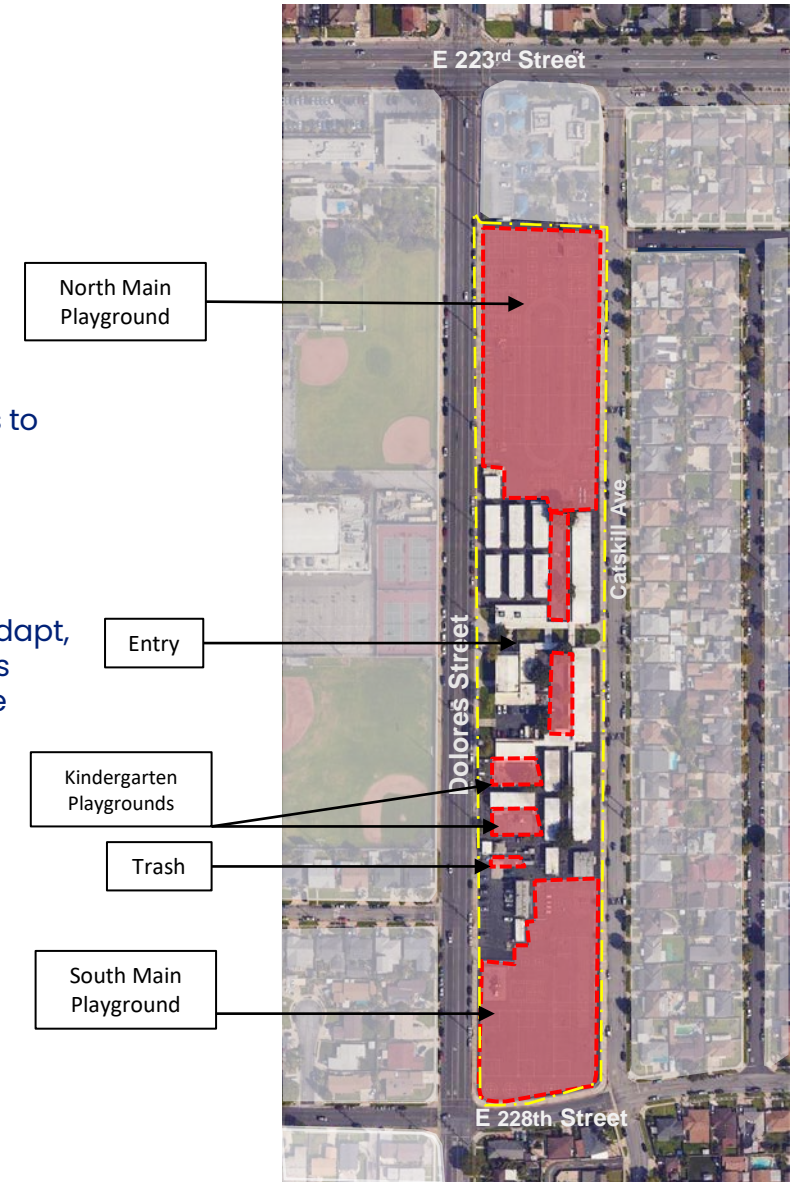 E 223rd Street
North Main
Playground
s to
Catskill Ave
dapt,
Entry
s
e
Dolores Street
Kindergarten
Playgrounds
Trash
South Main
Playground
E 228th Street